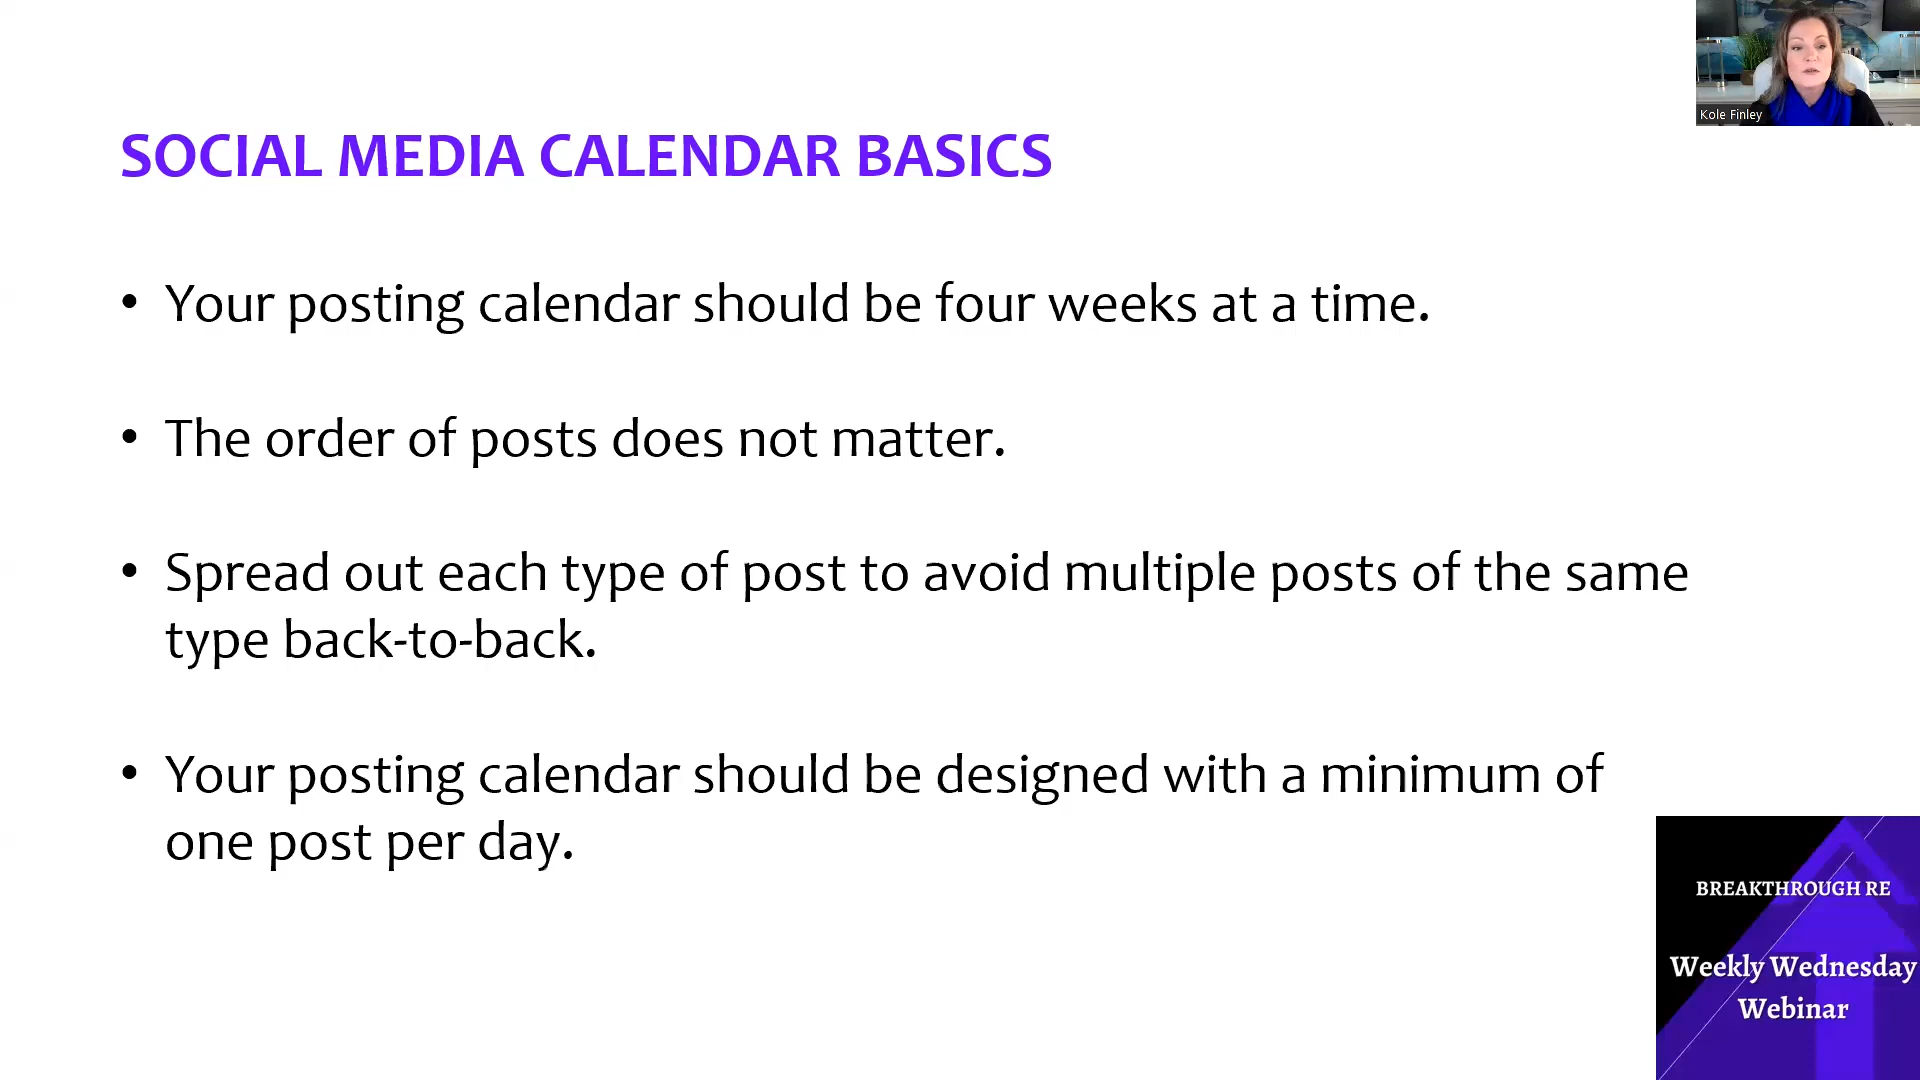 Kole Finley
SOCIAL MEDIA CALENDAR BASICS
• Your posting calendar should be four weeks at a time.
• The order of posts does not matter.
• Spread out each type of post to avoid multiple posts of the same
type back-to-back.
• Your posting calendar should be designed with a minimum of
one post per day.
BREAKTHROUGH RE
Weekly Wednesday
Webinar